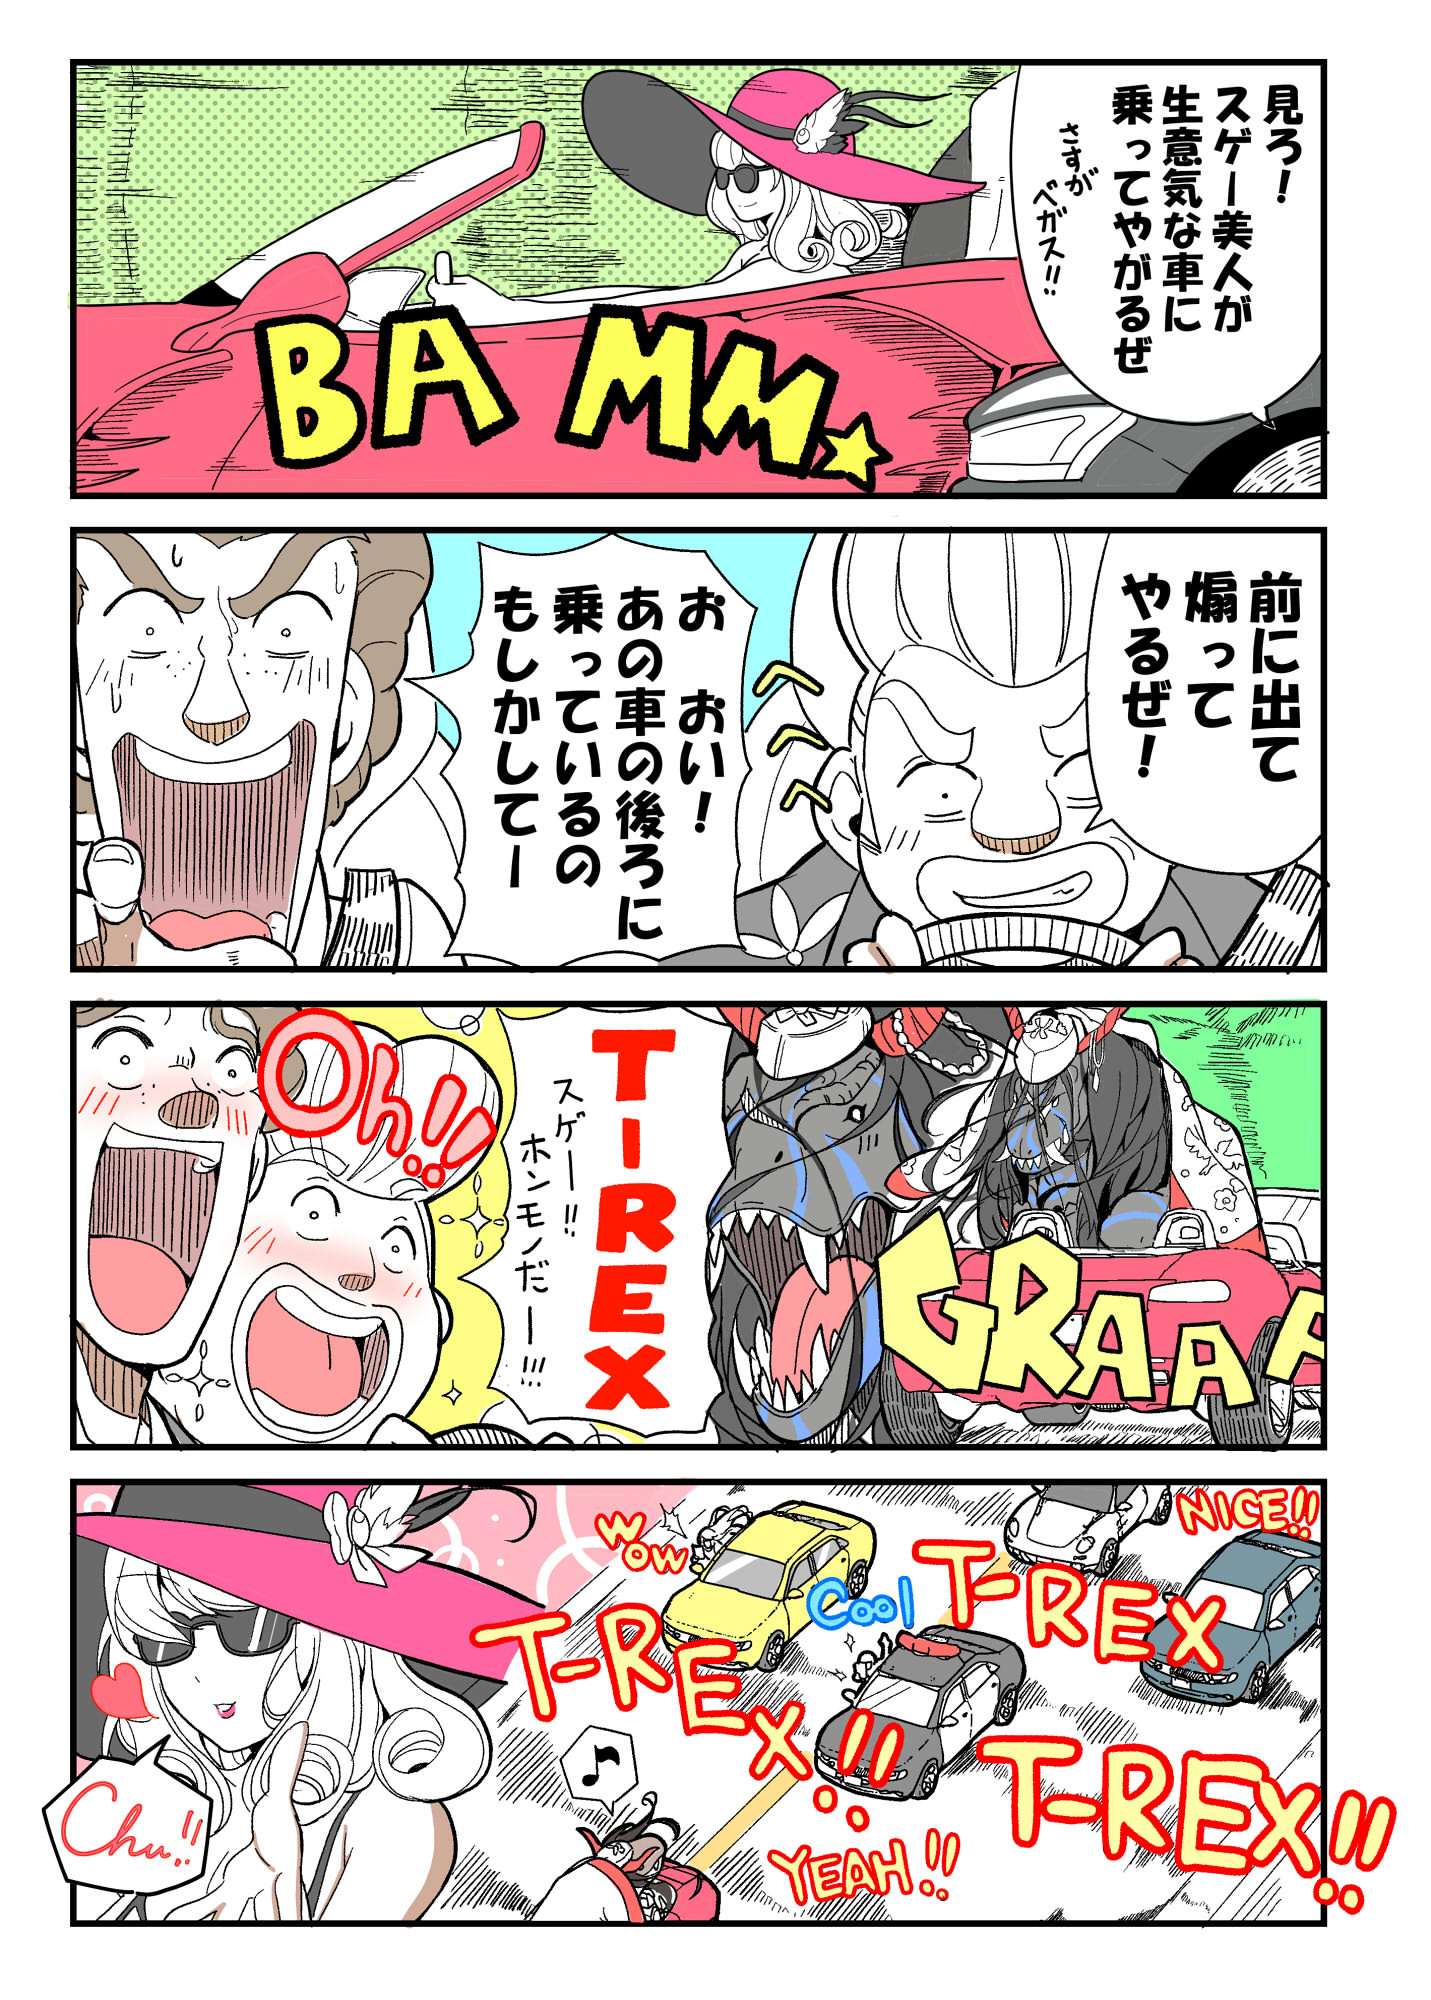 見ろ!
スゲー美人が
生意気な車に
乗ってやがるぜ
さすが
ベガス!!
BAMM
前に出て
煽って
やるぜ!
お おい!
あの車の後ろに
乗っているの
もしかしてー
GRAAA
T-REX
スゲー!!
ホンモノだー!!!
Oh!!
NICE!!
WOW
T-REX
Cool
T-REX!!
T-REX!!
YEAH!!
Chu!!